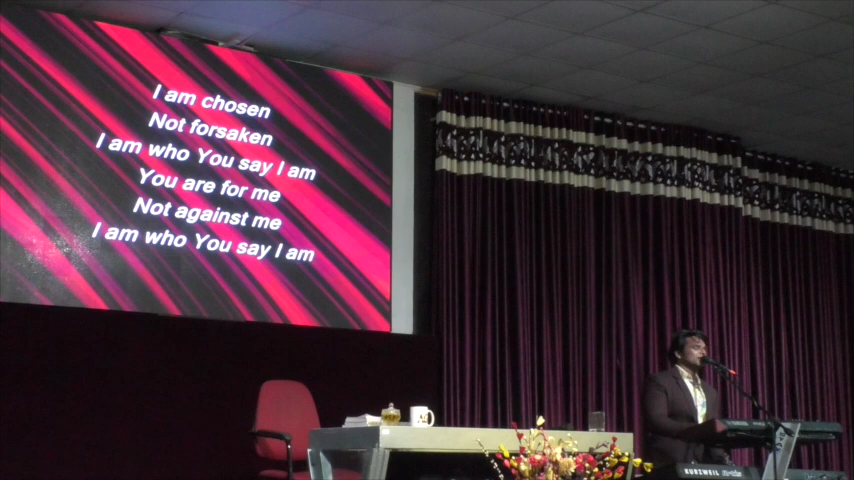 I am chosen
Not forsaken
I am who You say I am
You are for me
Not against me
I am who You say I am
KURZWEIL